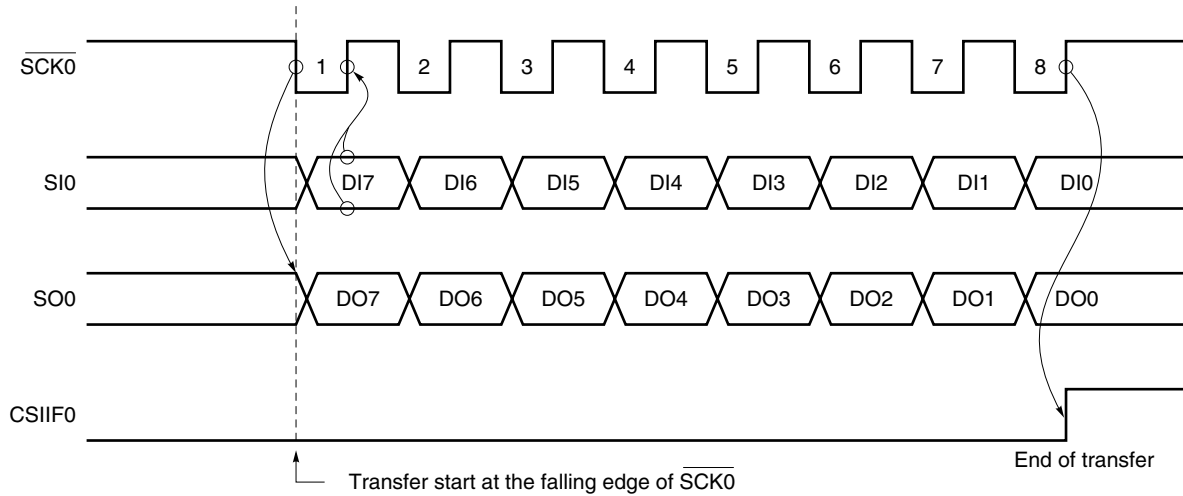 SCK0 1 2 3 4 5 6 7 8
SI0 DI7 DI6 DI5 DI4 DI3 DI2 DI1 DI0
SO0 DO7 DO6 DO5 DO4 DO3 DO2 DO1 DO0
CSIIF0
End of transfer
Transfer start at the falling edge of SCK0